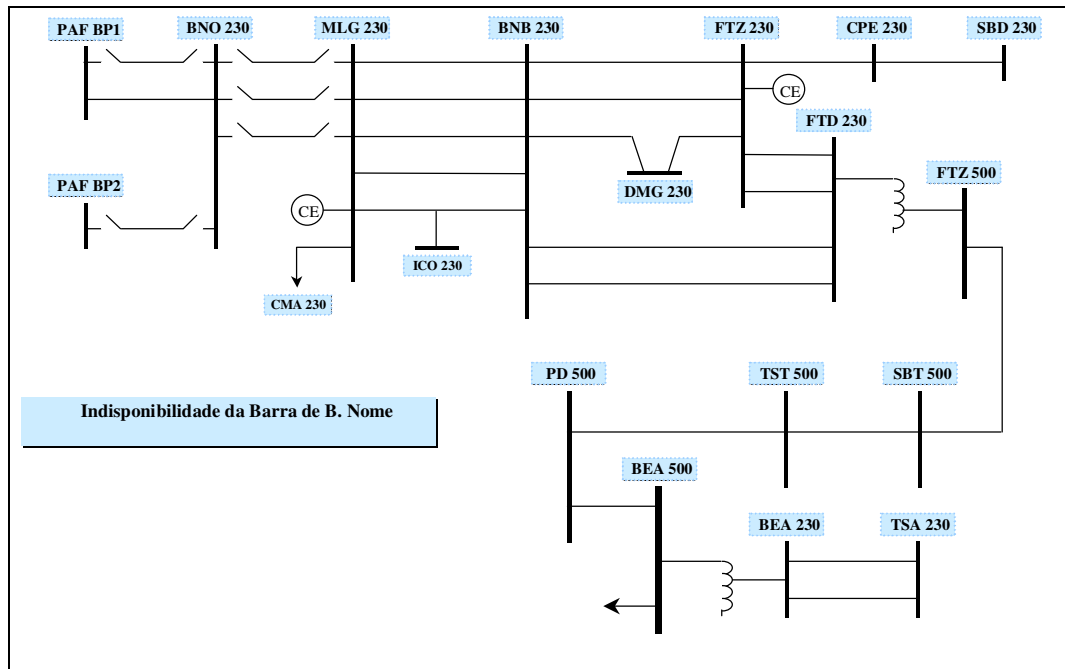 PAF BP1
BNO 230
MLG 230
BNB 230
FTZ 230
CPE 230
SBD 230
CE
FTD 230
PAF BP2
DMG 230
FTZ 500
CE
ICO 230
CMA 230
PD 500
TST 500
SBT 500
Indisponibilidade da Barra de B. Nome
BEA 500
BEA 230
TSA 230